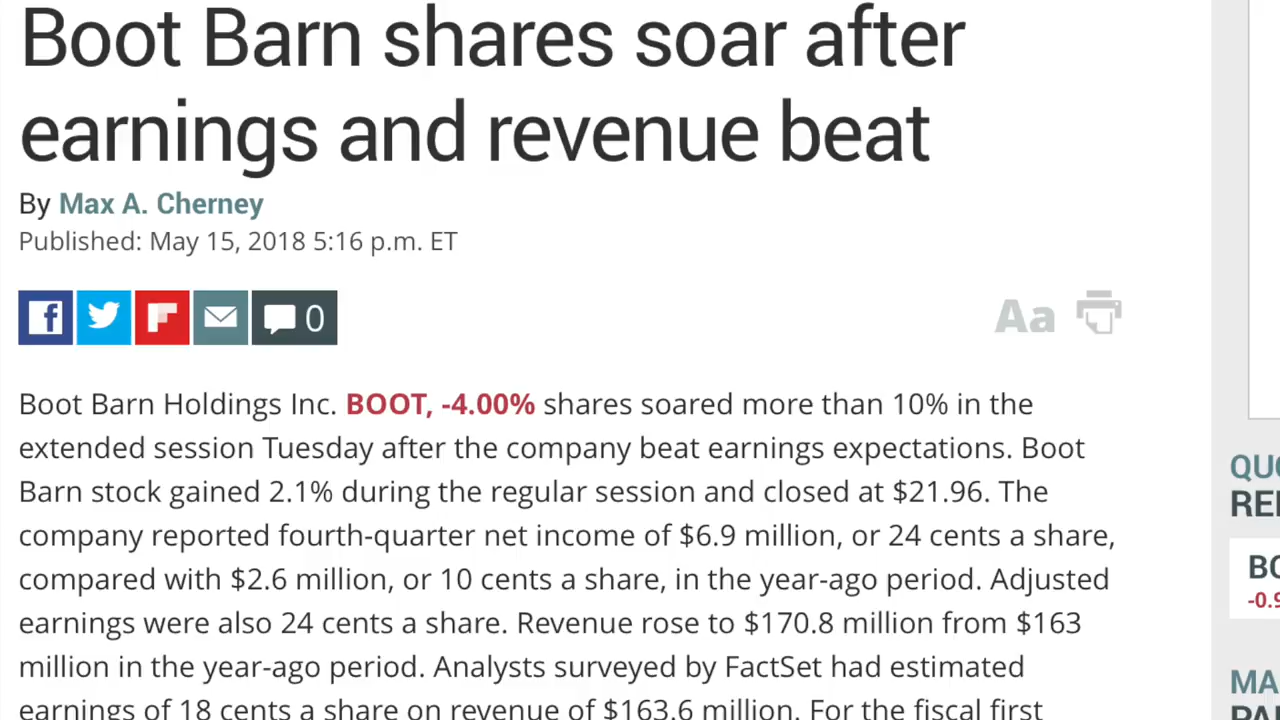 Boot Barn shares soar after
earnings and revenue beat
By Max A. Cherney
Published: May 15, 2018 5:16 p.m. ET
0
Aa
Boot Barn Holdings Inc. BOOT, -4.00% shares soared more than 10% in the
extended session Tuesday after the company beat earnings expectations. Boot
Barn stock gained 2.1% during the regular session and closed at $21.96. The
company reported fourth-quarter net income of $6.9 million, or 24 cents a share,
compared with $2.6 million, or 10 cents a share, in the year-ago period. Adjusted
earnings were also 24 cents a share. Revenue rose to $170.8 million from $163
million in the year-ago period. Analysts surveyed by FactSet had estimated
earnings of 18 cents a share on revenue of $163.6 million. For the fiscal first